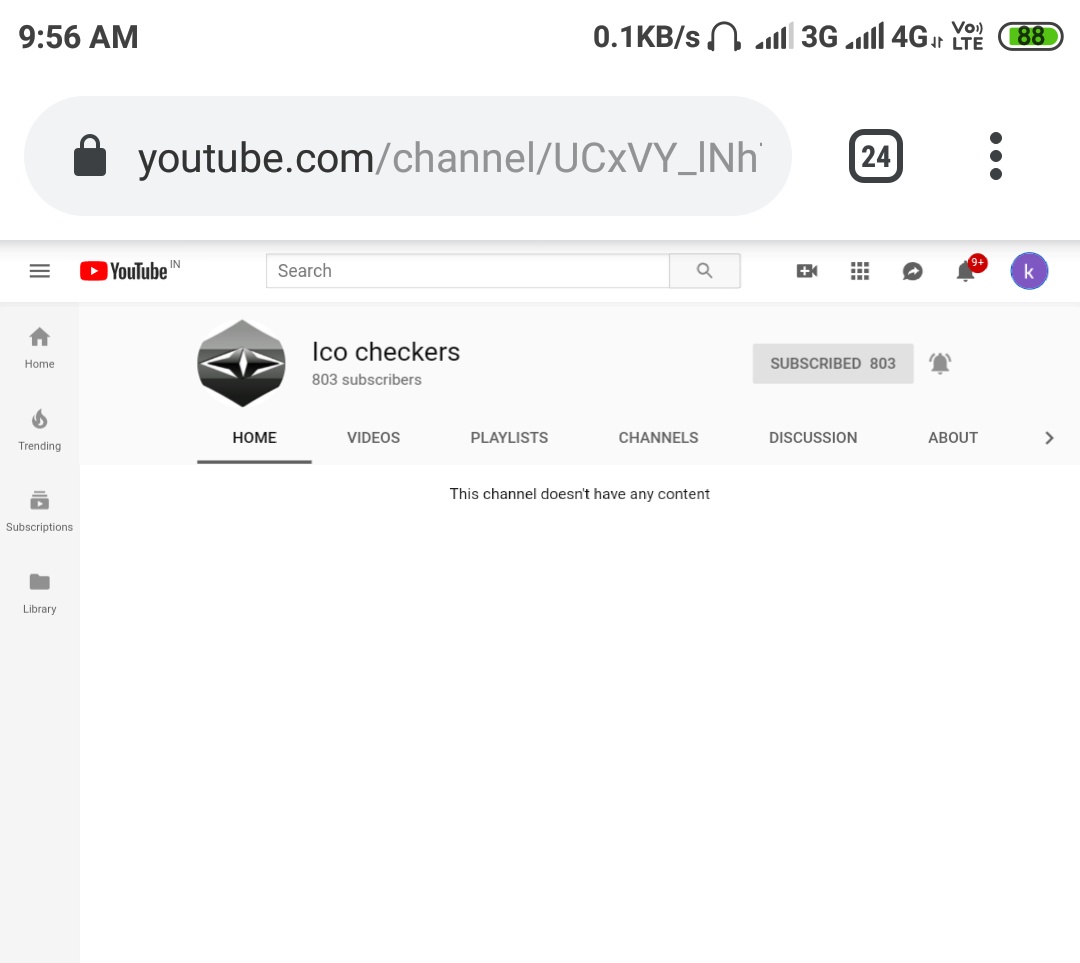 9:56 AM 0.1KB/s 3G 4G Vo)) LTE 88
youtube.com/channel/UCxVY_lNh 24
YouTube IN Search 9+ k
Home
Trending
Subscriptions
Library
Ico checkers
803 subscribers
SUBSCRIBED 803
HOME VIDEOS PLAYLISTS CHANNELS DISCUSSION ABOUT
This channel doesn't have any content